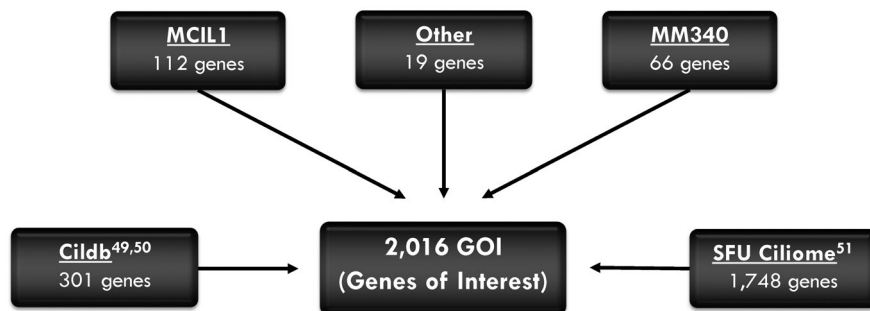 MCIL1
112 genes
Other
19 genes
MM340
66 genes
Cildb49,50
301 genes
2,016 GOI
(Genes of Interest)
SFU Ciliome51
1,748 genes